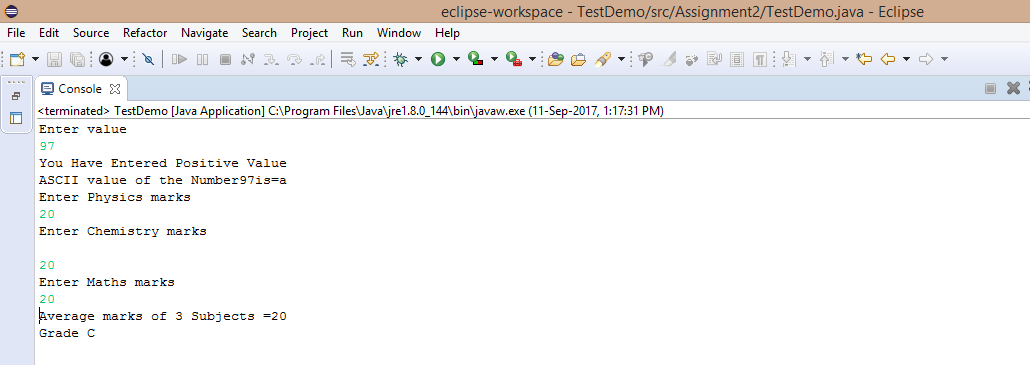 eclipse-workspace - TestDemo/src/Assignment2/TestDemo.java - Eclipse
File Edit Source Refactor Navigate Search Project Run Window Help
Console
<terminated> TestDemo [Java Application] C:\Program Files\Java\jre1.8.0_144\bin\javaw.exe (11-Sep-2017, 1:17:31 PM)
Enter value
97
You Have Entered Positive Value
ASCII value of the Number97is=a
Enter Physics marks
20
Enter Chemistry marks
20
Enter Maths marks
20
Average marks of 3 Subjects =20
Grade C